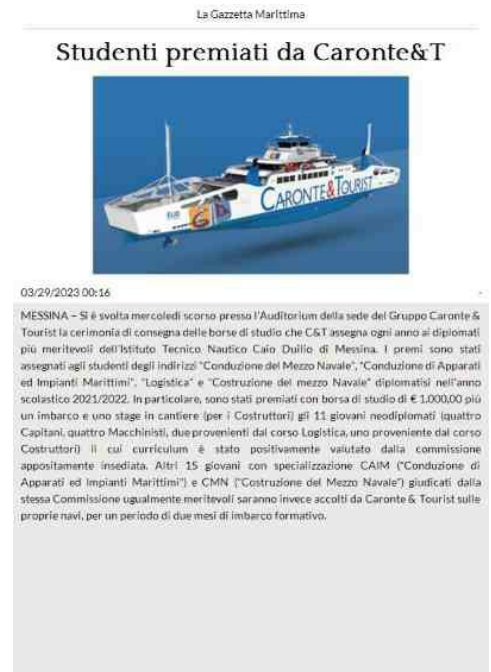 La Gazzetta Marittima
Studenti premiati da Caronte&T
CARONTE&TOURIST
03/29/2023 00:16
-
MESSINA – Si è svolta mercoledì scorso presso l'Auditorium della sede del Gruppo Caronte &
Tourist la cerimonia di consegna delle borse di studio che C&T assegna ogni anno ai diplomati
più meritevoli dell'Istituto Tecnico Nautico Caio Duilio di Messina. I premi sono stati
assegnati agli studenti degli indirizzi "Conduzione del Mezzo Navale", "Conduzione di Apparati
ed Impianti Marittimi", "Logistica" e "Costruzione del mezzo Navale" diplomatisi nell'anno
scolastico 2021/2022. In particolare, sono stati premiati con borsa di studio di € 1.000,00 più
un imbarco e uno stage in cantiere (per i Costruttori) gli 11 giovani neodiplomati (quattro
Capitani, quattro Macchinisti, due provenienti dal corso Logistica, uno proveniente dal corso
Costruttori) il cui curriculum è stato positivamente valutato dalla commissione
appositamente insediata. Altri 15 giovani con specializzazione CAIM ("Conduzione di
Apparati ed Impianti Marittimi") e CMN ("Costruzione del Mezzo Navale") giudicati dalla
stessa Commissione ugualmente meritevoli saranno invece accolti da Caronte & Tourist sulle
proprie navi, per un periodo di due mesi di imbarco formativo.